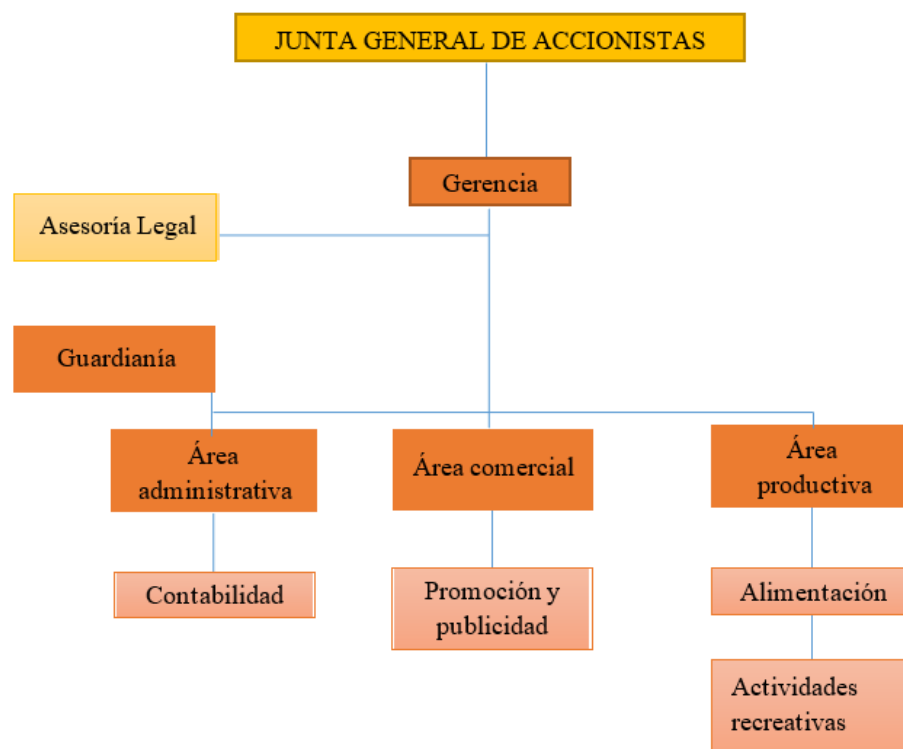 JUNTA GENERAL DE ACCIONISTAS
Gerencia
Asesoría Legal
Guardianía
Área
administrativa
Área comercial
Área
productiva
Contabilidad
Promoción y
publicidad
Alimentación
Actividades
recreativas